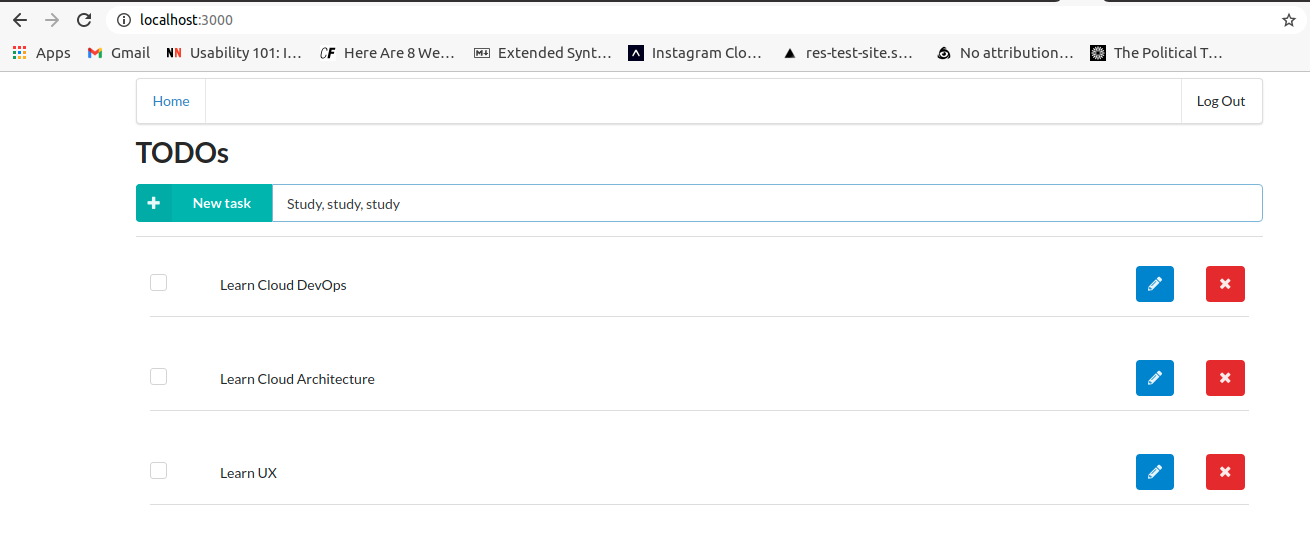 localhost:3000
Apps Gmail Usability 101: I... Here Are 8 We... Extended Synt... Instagram Clo... res-test-site.s... No attribution... The Political T...
Home Log Out
TODOs
New task Study, study, study
Learn Cloud DevOps
Learn Cloud Architecture
Learn UX